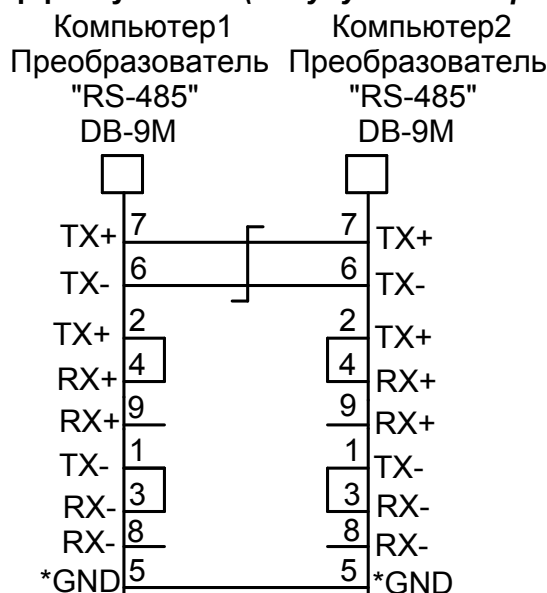 Компьютер1 Компьютер2
Преобразователь Преобразователь
"RS-485" "RS-485"
DB-9M DB-9M
TX+ 7 7 TX+
TX- 6 6 TX-
TX+ 2 2 TX+
RX+ 4 4 RX+
RX+ 9 9 RX+
TX- 1 1 TX-
RX- 3 3 RX-
RX- 8 8 RX-
*GND 5 5 *GND